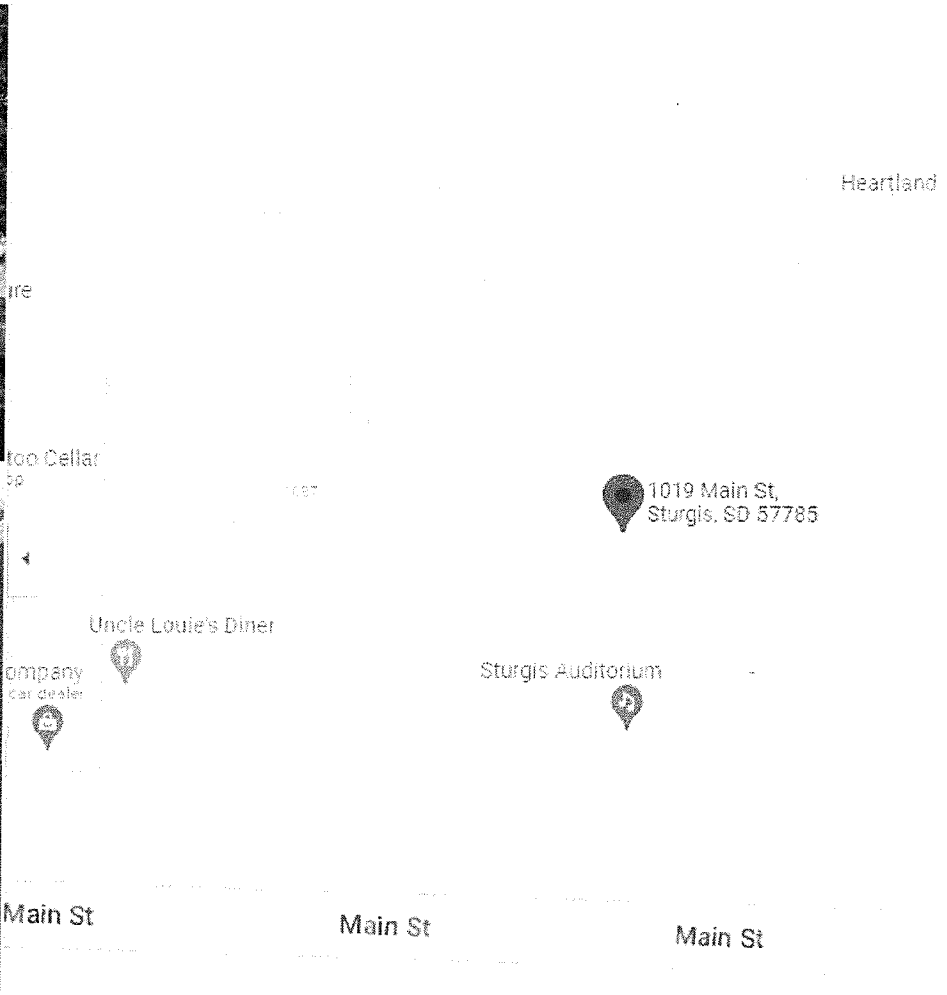 Heartland
ire
too Cellar
op
1019 Main St,
Sturgis, SD 57785
Uncle Louie's Diner
ompany
car dealer
Sturgis Auditorium
Main St
Main St
Main St